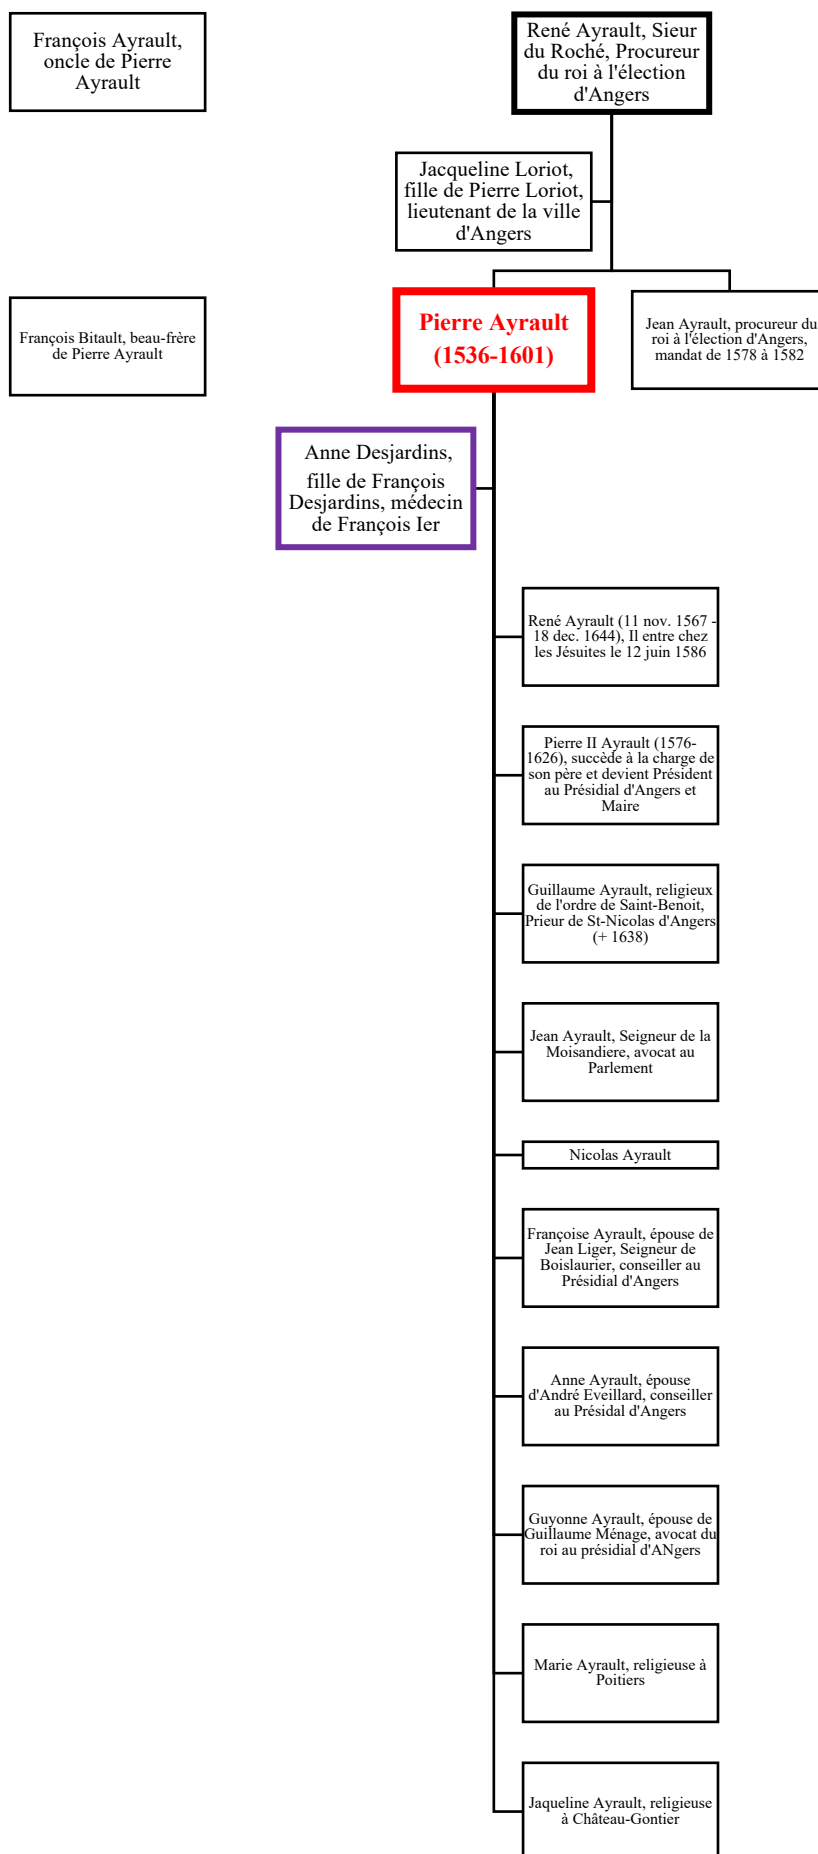 François Ayrault,
oncle de Pierre
Ayrault
René Ayrault, Sieur
du Roché, Procureur
du roi à l'élection
d'Angers
Jacqueline Loriot,
fille de Pierre Loriot,
lieutenant de la ville
d'Angers
François Bitault, beau-frère
de Pierre Ayrault
Pierre Ayrault
(1536-1601)
Jean Ayrault, procureur du
roi à l'élection d'Angers,
mandat de 1578 à 1582
Anne Desjardins,
fille de François
Desjardins, médecin
de François Ier
René Ayrault (11 nov. 1567 -
18 dec. 1644), Il entre chez
les Jésuites le 12 juin 1586
Pierre II Ayrault (1576-
1626), succède à la charge de
son père et devient Président
au Présidial d'Angers et
Maire
Guillaume Ayrault, religieux
de l'ordre de Saint-Benoit,
Prieur de St-Nicolas d'Angers
(+ 1638)
Jean Ayrault, Seigneur de la
Moisandiere, avocat au
Parlement
Nicolas Ayrault
Françoise Ayrault, épouse de
Jean Liger, Seigneur de
Boislaurier, conseiller au
Présidial d'Angers
Anne Ayrault, épouse
d'André Eveillard, conseiller
au Présidal d'Angers
Guyonne Ayrault, épouse de
Guillaume Ménage, avocat du
roi au présidial d'ANgers
Marie Ayrault, religieuse à
Poitiers
Jaqueline Ayrault, religieuse
à Château-Gontier